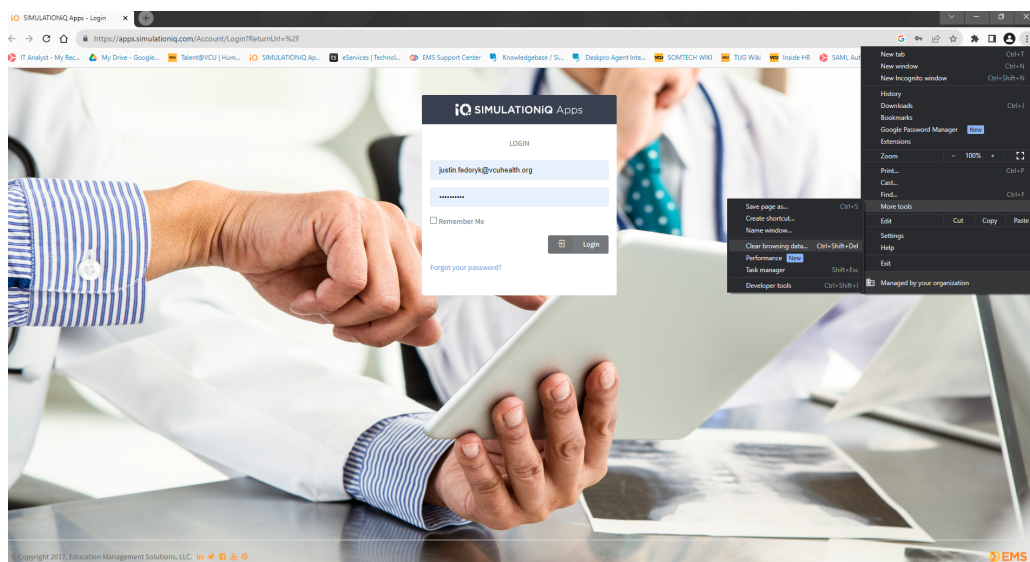 iQ SIMULATIONiQ Apps - Login
https://apps.simulationiq.com/Account/Login?ReturnUrl=%2F
IT Analyst - My Rec... My Drive - Google... Talent@VCU | Hum... iQ SIMULATIONiQ Ap... eServices | Technol... EMS Support Center Knowledgebase / Si... Deskpro Agent Inte... SOMTECH WIKI TUG Wiki Inside HR SAML Aut
New tab Ctrl+T
New window Ctrl+N
New Incognito window Ctrl+Shift+N
History
Downloads Ctrl+J
Bookmarks
Google Password Manager New
Extensions
Zoom - 100% +
Print... Ctrl+P
Cast...
Find... Ctrl+F
More tools
Edit Cut Copy Paste
Settings
Help
Exit
Managed by your organization
Save page as... Ctrl+S
Create shortcut...
Name window...
Clear browsing data... Ctrl+Shift+Del
Performance New
Task manager Shift+Esc
Developer tools Ctrl+Shift+I
iQ SIMULATIONiQ Apps
LOGIN
justin.fedoryk@vcuhealth.org
••••••••••
Remember Me
Login
Forgot your password?
© Copyright 2017, Education Management Solutions, LLC.
EMS